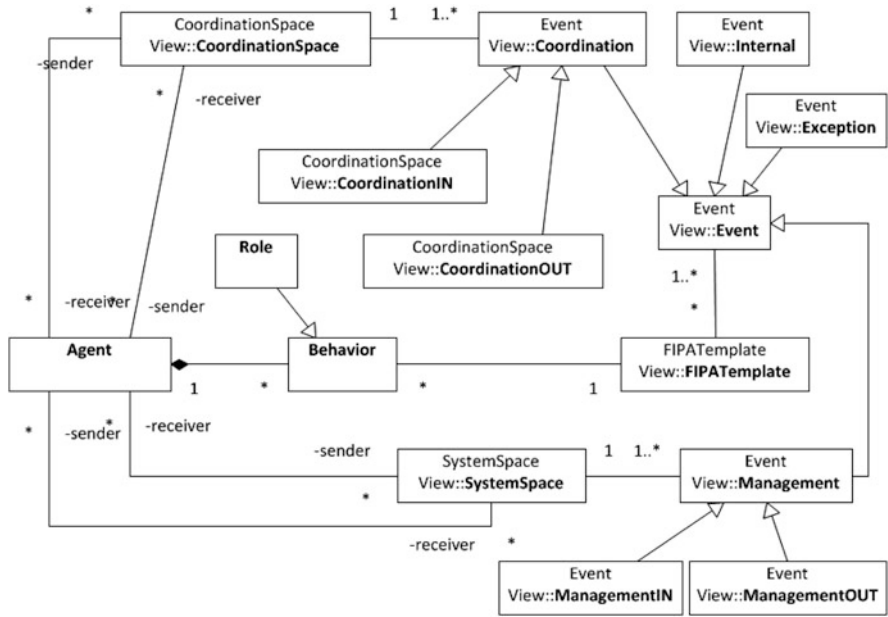 * CoordinationSpace 1 1..* Event Event
View::CoordinationSpace View::Coordination View::Internal
-sender
* -receiver
Event
View::Exception
CoordinationSpace
View::CoordinationIN
Event
View::Event
Role
CoordinationSpace
View::CoordinationOUT
1..*
* -receiver * -sender *
Agent Behavior FIPATemplate
View::FIPATemplate
1 * * 1
* -sender * -receiver
-sender 1 1..*
SystemSpace Event
View::SystemSpace View::Management
*
-receiver *
Event Event
View::ManagementIN View::ManagementOUT